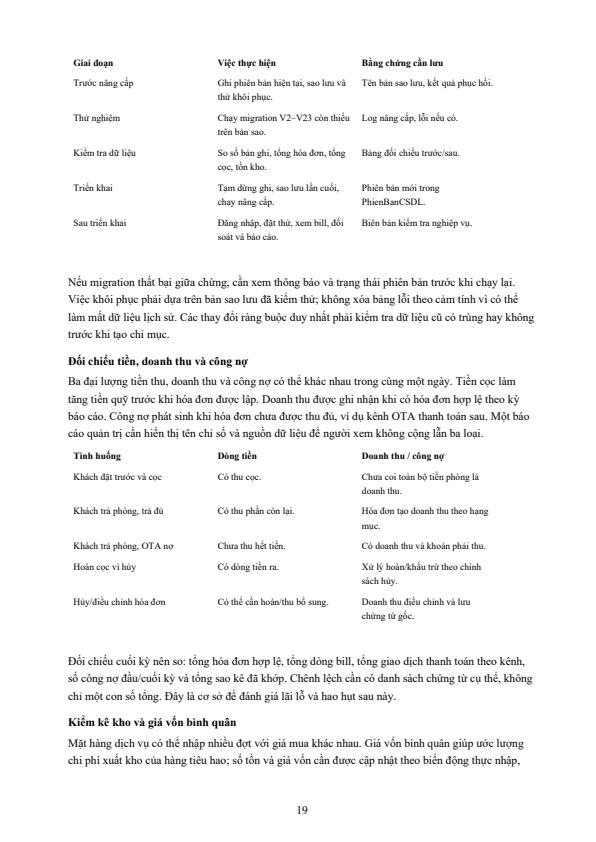 Giai đoạn Việc thực hiện Bằng chứng cần lưu
Trước nâng cấp Ghi phiên bản hiện tại, sao lưu và Tên bản sao lưu, kết quả phục hồi.
thử khôi phục.
Thử nghiệm Chạy migration V2–V23 còn thiếu Log nâng cấp, lỗi nếu có.
trên bản sao.
Kiểm tra dữ liệu So số bản ghi, tổng hóa đơn, tổng Bảng đối chiếu trước/sau.
cọc, tồn kho.
Triển khai Tạm dừng ghi, sao lưu lần cuối, Phiên bản mới trong
chạy nâng cấp. PhienBanCSDL.
Sau triển khai Đăng nhập, đặt thử, xem bill, đối Biên bản kiểm tra nghiệp vụ.
soát và báo cáo.
Nếu migration thất bại giữa chừng, cần xem thông báo và trạng thái phiên bản trước khi chạy lại.
Việc khôi phục phải dựa trên bản sao lưu đã kiểm thử; không xóa bảng lỗi theo cảm tính vì có thể
làm mất dữ liệu lịch sử. Các thay đổi ràng buộc duy nhất phải kiểm tra dữ liệu cũ có trùng hay không
trước khi tạo chỉ mục.
Đối chiếu tiền, doanh thu và công nợ
Ba đại lượng tiền thu, doanh thu và công nợ có thể khác nhau trong cùng một ngày. Tiền cọc làm
tăng tiền quỹ trước khi hóa đơn được lập. Doanh thu được ghi nhận khi có hóa đơn hợp lệ theo kỳ
báo cáo. Công nợ phát sinh khi hóa đơn chưa được thu đủ, ví dụ kênh OTA thanh toán sau. Một báo
cáo quản trị cần hiển thị tên chỉ số và nguồn dữ liệu để người xem không cộng lẫn ba loại.
Tình huống Dòng tiền Doanh thu / công nợ
Khách đặt trước và cọc Có thu cọc. Chưa coi toàn bộ tiền phòng là
doanh thu.
Khách trả phòng, trả đủ Có thu phần còn lại. Hóa đơn tạo doanh thu theo hạng
mục.
Khách trả phòng, OTA nợ Chưa thu hết tiền. Có doanh thu và khoản phải thu.
Hoàn cọc vì hủy Có dòng tiền ra. Xử lý hoàn/khấu trừ theo chính
sách hủy.
Hủy/điều chỉnh hóa đơn Có thể cần hoàn/thu bổ sung. Doanh thu điều chỉnh và lưu
chứng từ gốc.
Đối chiếu cuối kỳ nên so: tổng hóa đơn hợp lệ, tổng dòng bill, tổng giao dịch thanh toán theo kênh,
số công nợ đầu/cuối kỳ và tổng sao kê đã khớp. Chênh lệch cần có danh sách chứng từ cụ thể, không
chỉ một con số tổng. Đây là cơ sở để đánh giá lãi lỗ và hao hụt sau này.
Kiểm kê kho và giá vốn bình quân
Mặt hàng dịch vụ có thể nhập nhiều đợt với giá mua khác nhau. Giá vốn bình quân giúp ước lượng
chi phí xuất kho của hàng tiêu hao; số tồn và giá vốn cần được cập nhật theo biến động thực nhập,
19